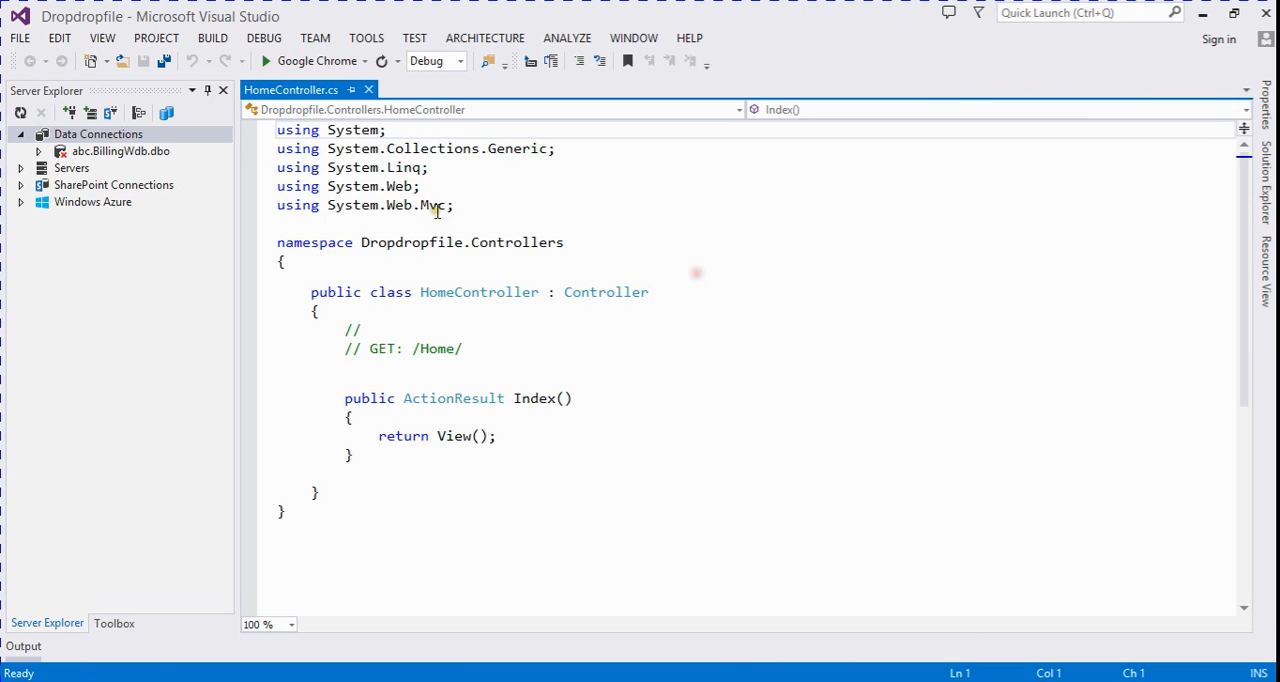 Dropdropfile - Microsoft Visual Studio
Quick Launch (Ctrl+Q)
FILE EDIT VIEW PROJECT BUILD DEBUG TEAM TOOLS TEST ARCHITECTURE ANALYZE WINDOW HELP
Sign in
Google Chrome
Debug
Server Explorer
Data Connections
abc.BillingWdb.dbo
Servers
SharePoint Connections
Windows Azure
Server Explorer
Toolbox
HomeController.cs
Dropdropfile.Controllers.HomeController
Index()
using System;
using System.Collections.Generic;
using System.Linq;
using System.Web;
using System.Web.Mvc;
namespace Dropdropfile.Controllers
{
public class HomeController : Controller
{
//
// GET: /Home/
public ActionResult Index()
{
return View();
}
}
}
100 %
Properties
Solution Explorer
Resource View
Output
Ready
Ln 1
Col 1
Ch 1
INS